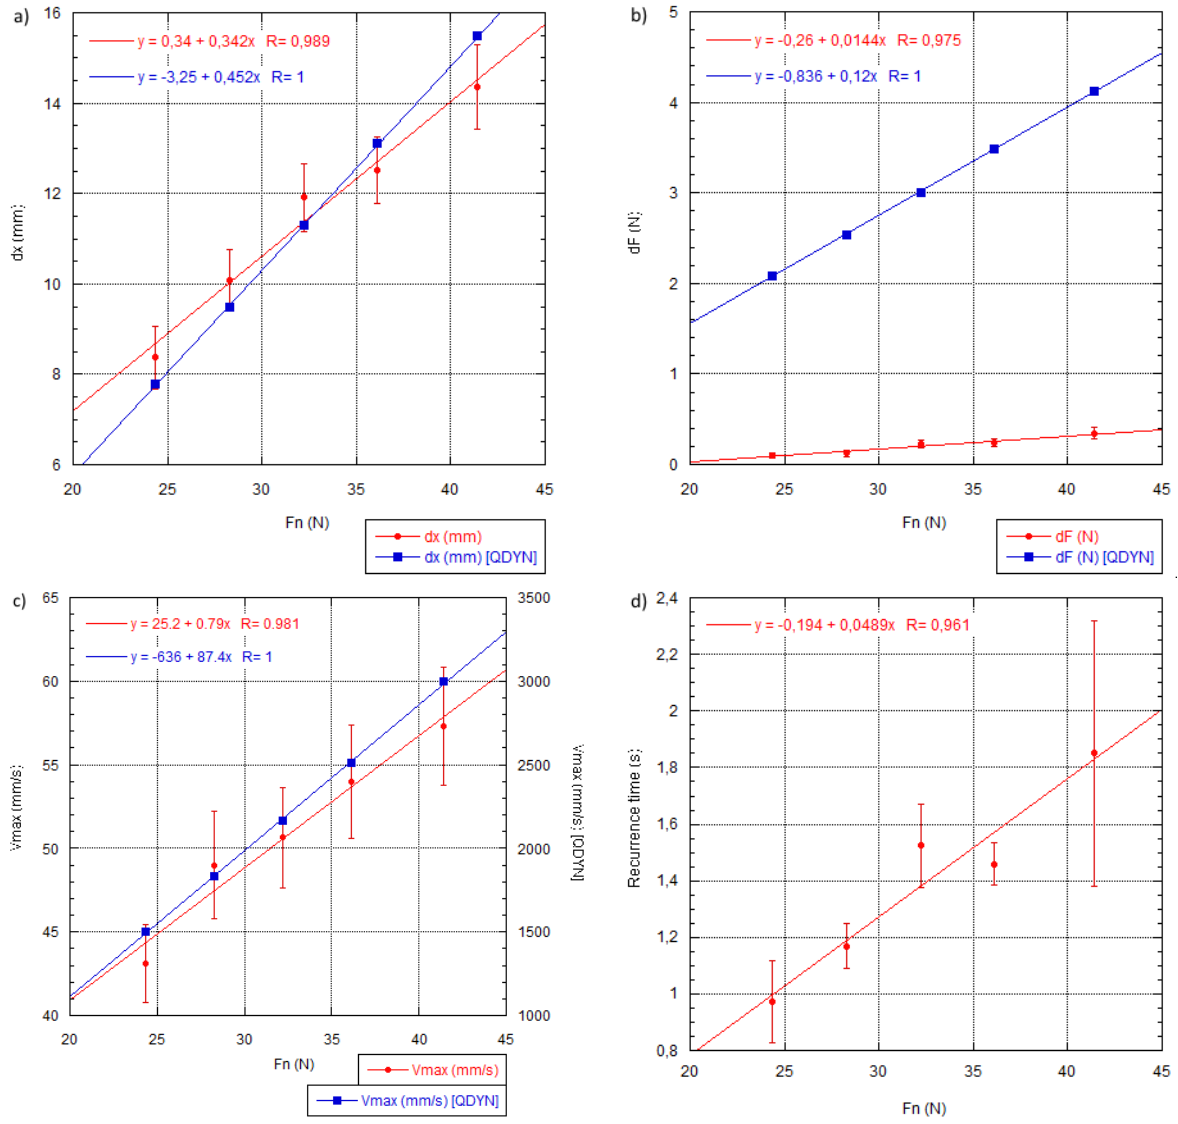 a)
16
14
12
10
8
6
dx (mm)
y = 0,34 + 0,342x R= 0,989
y = -3,25 + 0,452x R= 1
20 25 30 35 40 45
Fn (N)
dx (mm)
dx (mm) [QDYN]
b)
5
4
3
2
1
0
dF (N)
y = -0,26 + 0,0144x R= 0,975
y = -0,836 + 0,12x R= 1
20 25 30 35 40 45
Fn (N)
dF (N)
dF (N) [QDYN]
c)
65
60
55
50
45
40
Vmax (mm/s)
y = 25.2 + 0.79x R= 0.981
y = -636 + 87.4x R= 1
3500
3000
2500
2000
1500
1000
Vmax (mm/s) [QDYN]
20 25 30 35 40 45
Fn (N)
Vmax (mm/s)
Vmax (mm/s) [QDYN]
d)
2,4
2,2
2
1,8
1,6
1,4
1,2
1
0,8
Recurrence time (s)
y = -0,194 + 0,0489x R= 0,961
20 25 30 35 40 45
Fn (N)